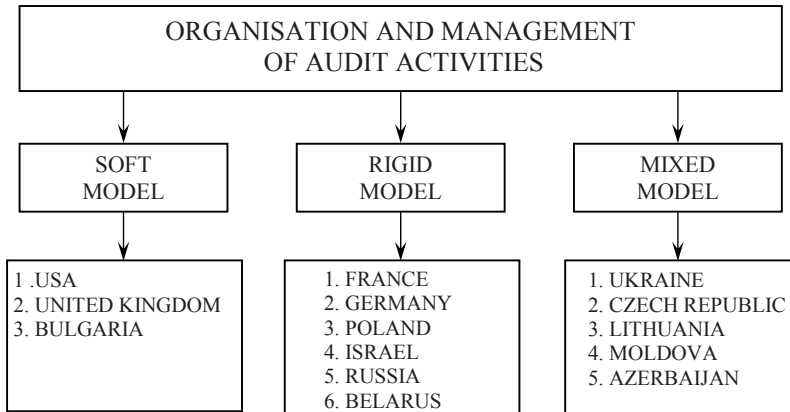 ORGANISATION AND MANAGEMENT
OF AUDIT ACTIVITIES
SOFT
MODEL
RIGID
MODEL
MIXED
MODEL
1 .USA
2. UNITED KINGDOM
3. BULGARIA
1. FRANCE
2. GERMANY
3. POLAND
4. ISRAEL
5. RUSSIA
6. BELARUS
1. UKRAINE
2. CZECH REPUBLIC
3. LITHUANIA
4. MOLDOVA
5. AZERBAIJAN